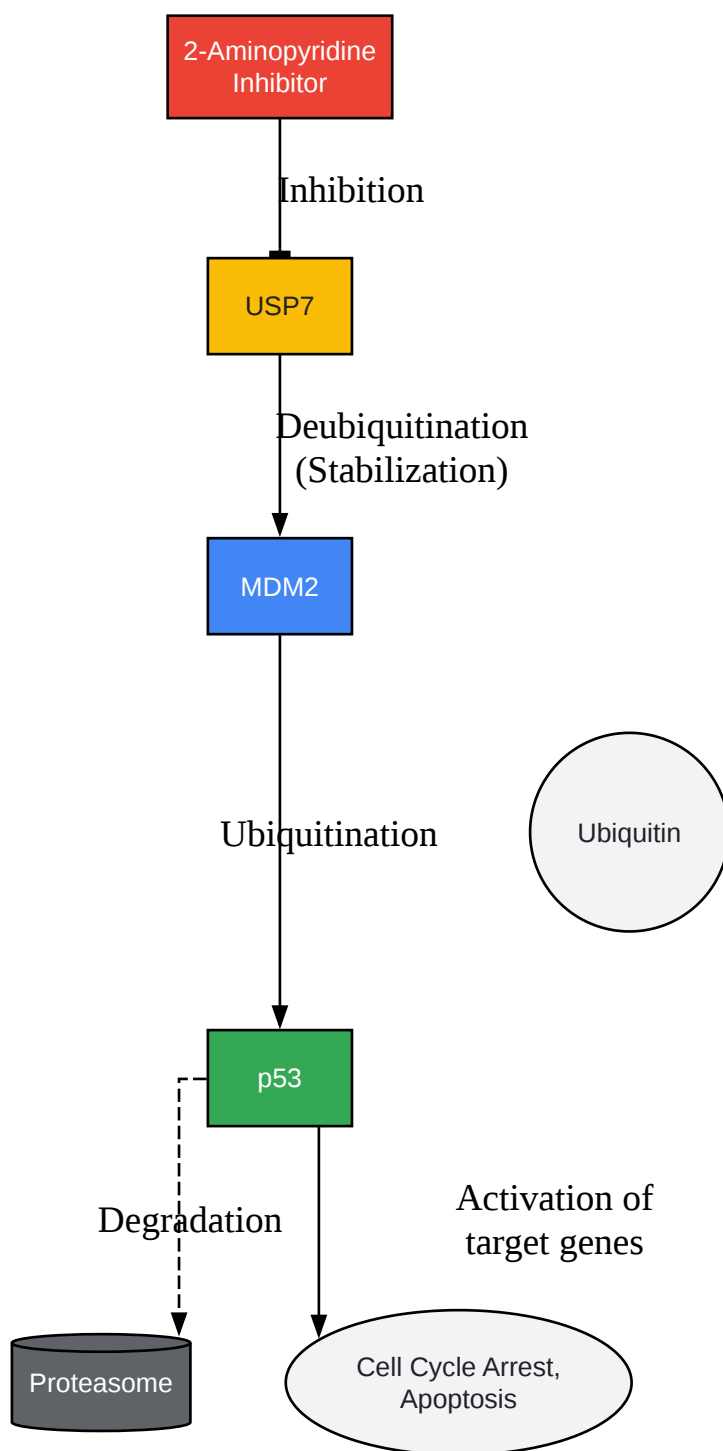 2-Aminopyridine
Inhibitor
Inhibition
USP7
Deubiquitination
(Stabilization)
MDM2
Ubiquitination
Ubiquitin
p53
Degradation
Activation of
target genes
Proteasome
Cell Cycle Arrest,
Apoptosis